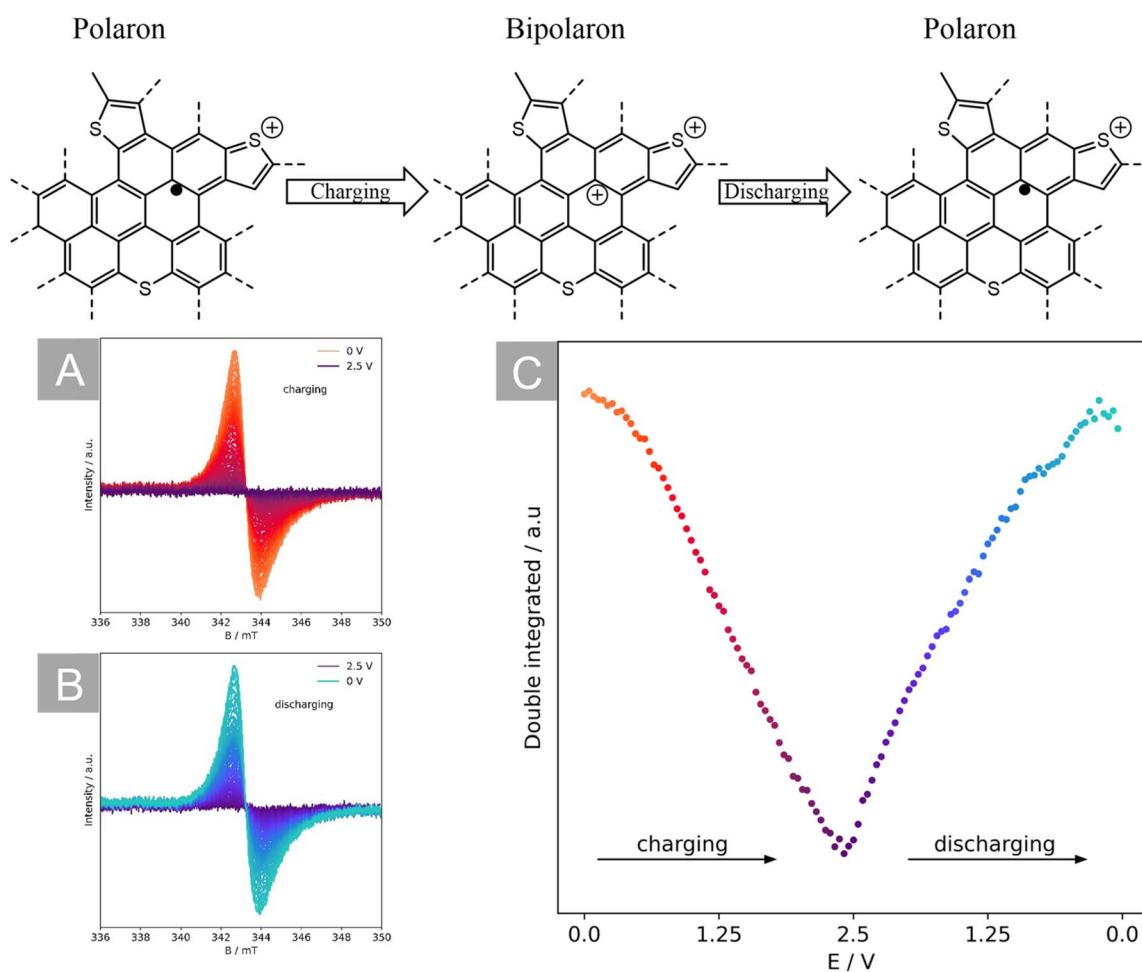 Polaron
Bipolaron
Polaron
S
S
+
S
Charging
S
S
+
+
S
Discharging
S
S
+
S
A
0 V
2.5 V
charging
Intensity / a.u.
336 338 340 342 344 346 348 350
B / mT
B
2.5 V
0 V
discharging
Intensity / a.u.
336 338 340 342 344 346 348 350
B / mT
C
Double integrated / a.u
charging
discharging
0.0 1.25 2.5 1.25 0.0
E / V